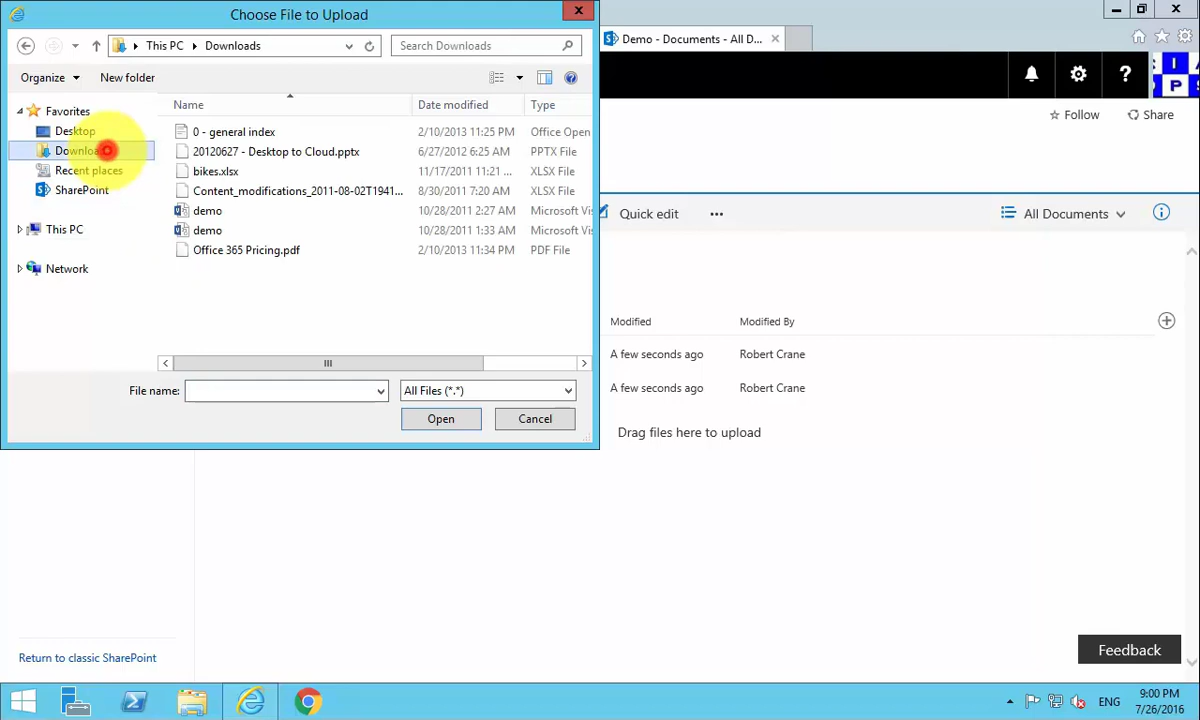 Choose File to Upload
This PC Downloads
Search Downloads
Organize
New folder
Favorites
Desktop
Recent places
SharePoint
This PC
Network
Name
Date modified
Type
0 - general index
2/10/2013 11:25 PM
Office Open
20120627 - Desktop to Cloud.pptx
6/27/2012 6:25 AM
PPTX File
bikes.xlsx
11/17/2011 11:21 ...
XLSX File
Content_modifications_2011-08-02T1941...
8/30/2011 7:20 AM
XLSX File
demo
10/28/2011 2:27 AM
Microsoft Vis
demo
10/28/2011 1:33 AM
Microsoft Vis
Office 365 Pricing.pdf
2/10/2013 11:34 PM
PDF File
File name:
All Files (*.*)
Open
Cancel
Demo - Documents - All D...
I
P S
Follow
Share
Quick edit
...
All Documents
Modified
Modified By
A few seconds ago
Robert Crane
A few seconds ago
Robert Crane
Drag files here to upload
Return to classic SharePoint
Feedback
ENG
9:00 PM
7/26/2016